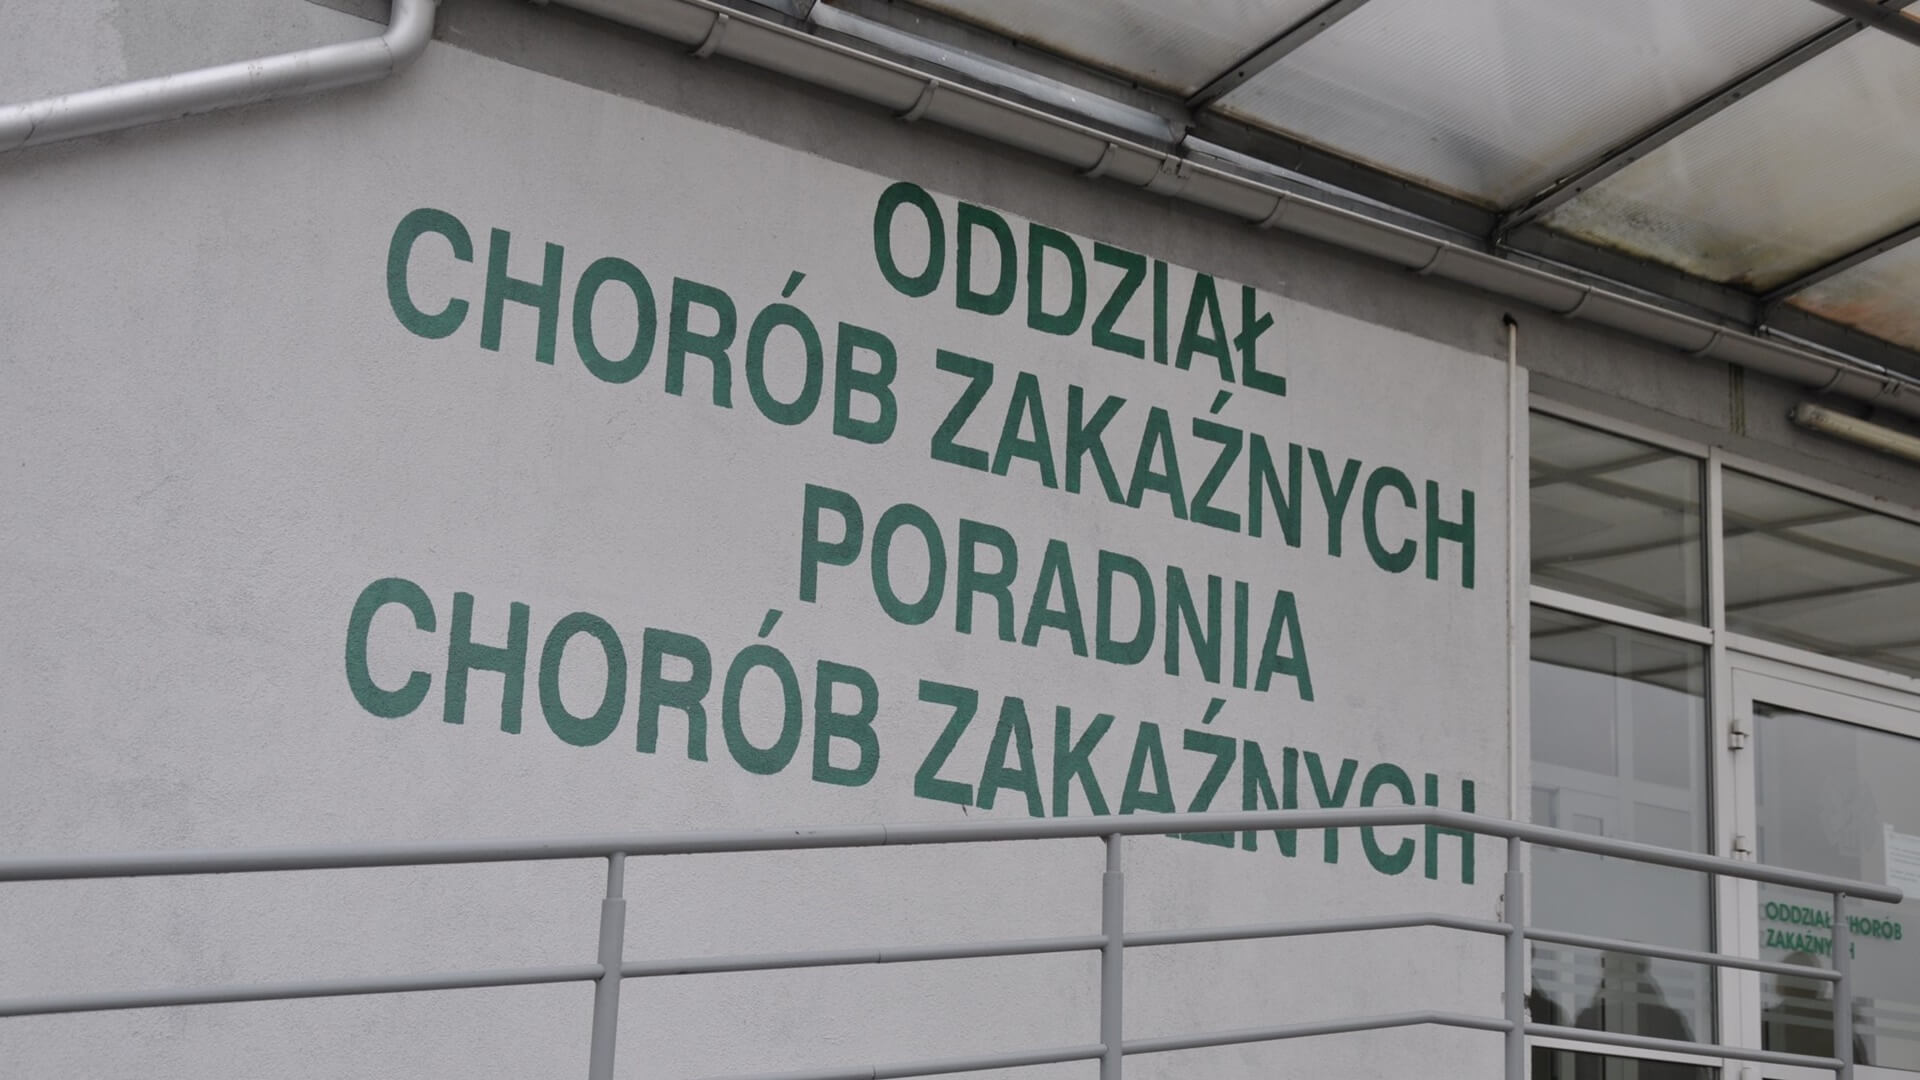 ODDZIAŁ
CHORÓB ZAKAŹNYCH
PORADNIA
CHORÓB ZAKAŹNYCH
ODDZIAŁ CHORÓB
ZAKAŹNYCH